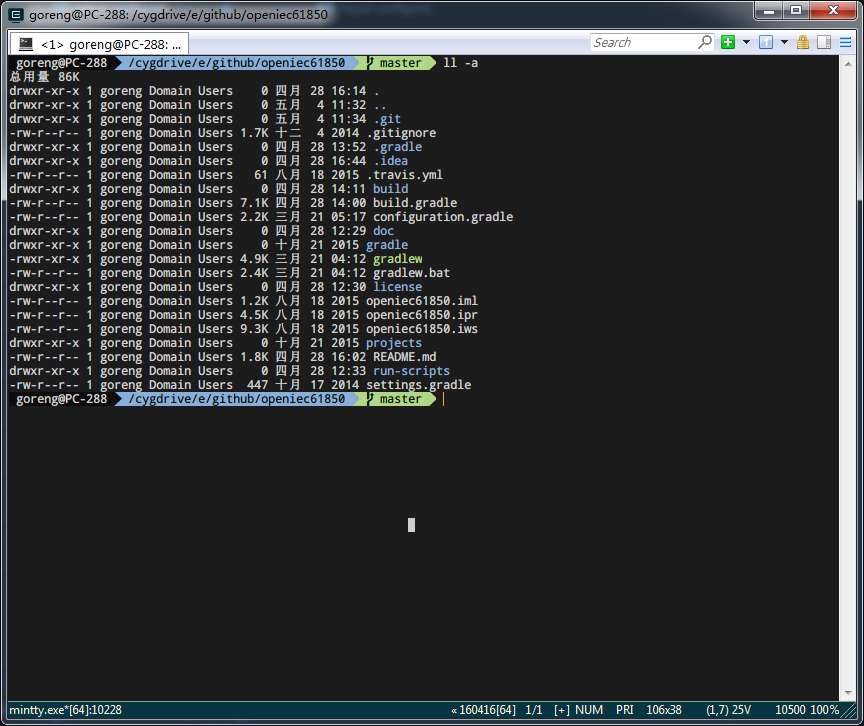 goreng@PC-288: /cygdrive/e/github/openiec61850
<1> goreng@PC-288: ...
Search
goreng@PC-288 /cygdrive/e/github/openiec61850 master ll -a
总用量 86K
drwxr-xr-x 1 goreng Domain Users    0 四月 28 16:14 .
drwxr-xr-x 1 goreng Domain Users    0 五月  4 11:32 ..
drwxr-xr-x 1 goreng Domain Users    0 五月  4 11:34 .git
-rw-r--r-- 1 goreng Domain Users 1.7K 十二  4 2014 .gitignore
drwxr-xr-x 1 goreng Domain Users    0 四月 28 13:52 .gradle
drwxr-xr-x 1 goreng Domain Users    0 四月 28 16:44 .idea
-rw-r--r-- 1 goreng Domain Users   61 八月 18 2015 .travis.yml
drwxr-xr-x 1 goreng Domain Users    0 四月 28 14:11 build
-rw-r--r-- 1 goreng Domain Users 7.1K 四月 28 14:00 build.gradle
-rw-r--r-- 1 goreng Domain Users 2.2K 三月 21 05:17 configuration.gradle
drwxr-xr-x 1 goreng Domain Users    0 四月 28 12:29 doc
drwxr-xr-x 1 goreng Domain Users    0 十月 21 2015 gradle
-rwxr-xr-x 1 goreng Domain Users 4.9K 三月 21 04:12 gradlew
-rw-r--r-- 1 goreng Domain Users 2.4K 三月 21 04:12 gradlew.bat
drwxr-xr-x 1 goreng Domain Users    0 四月 28 12:30 license
-rw-r--r-- 1 goreng Domain Users 1.2K 八月 18 2015 openiec61850.iml
-rw-r--r-- 1 goreng Domain Users 4.5K 八月 18 2015 openiec61850.ipr
-rw-r--r-- 1 goreng Domain Users 9.3K 八月 18 2015 openiec61850.iws
drwxr-xr-x 1 goreng Domain Users    0 十月 21 2015 projects
-rw-r--r-- 1 goreng Domain Users 1.8K 四月 28 16:02 README.md
drwxr-xr-x 1 goreng Domain Users    0 四月 28 12:33 run-scripts
-rw-r--r-- 1 goreng Domain Users  447 十月 17 2014 settings.gradle
goreng@PC-288 /cygdrive/e/github/openiec61850 master
mintty.exe*[64]:10228 «160416[64] 1/1 [+] NUM PRI 106x38 (1,7) 25V 10500 100%